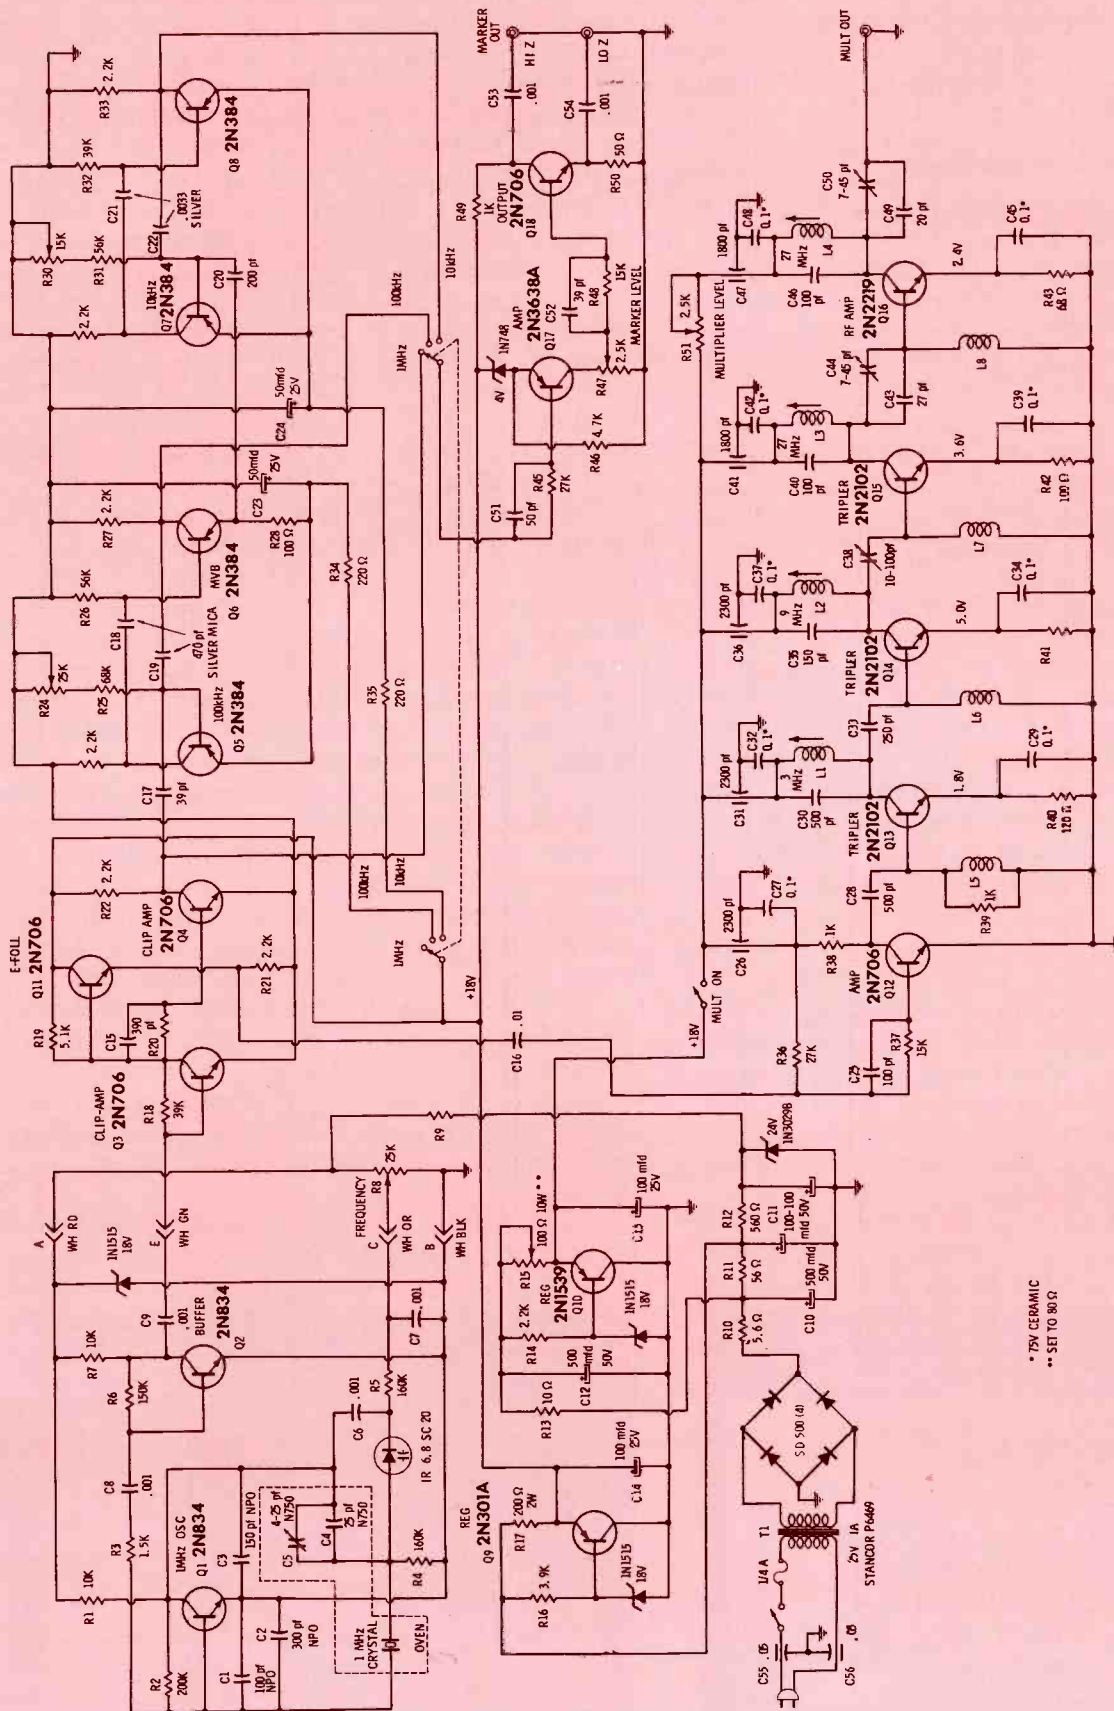 MARKER
OUT
HI Z
LO Z
C53
.001
C54
.001
R49
1K
OUTPUT
2N706
Q18
R50
50 Ω
39 pf
C52
R48
15K
MARKER LEVEL
1N748
4V
AMP
2N3638A
Q17
2.5K
R47
R46
4.7K
C51
50 pf
R45
27K
R33
2.2K
Q8
2N384
R32
39K
C21
C22
.0033
SILVER
R30
15K
R31
56K
10kHz
Q7
2N384
C20
200 pf
2.2K
50mfd
25V
C24
50mfd
25V
C23
R27
2.2K
R28
100 Ω
MVB
2N384
Q6
R26
56K
C18
C19
470 pf
SILVER MICA
R24
25K
R25
68K
100kHz
Q5
2N384
2.2K
C17
39 pf
R34
220 Ω
R35
220 Ω
1MHz
100kHz
10kHz
100kHz
10kHz
1MHz
+18V
E-FOLL
Q11
2N706
R22
2.2K
CLIP AMP
2N706
Q4
R21
2.2K
R19
5.1K
C15
390
pf
R20
CLIP-AMP
Q3
2N706
R18
39K
C16
.01
A
WH RD
E
WH GN
FREQUENCY
R8
25K
C
WH OR
B
WH BLK
R9
1N1515
18V
C9
.001
BUFFER
2N834
Q2
R7
10K
R6
150K
C8
.001
R3
1.5K
C7
.001
R5
160K
C6
.001
IR 6.8 SC 20
4-25 pf
N750
C5
C4
25 pf
N750
R4
160K
1 MHz
CRYSTAL
OVEN
R1
10K
1MHz OSC
Q1
2N834
C3
150 pf NPO
R2
200K
C1
100 pf
NPO
C2
300 pf
NPO
REG
Q9
2N301A
R17
200 Ω
2W
R16
3.9K
1N1515
18V
100 mfd
25V
C14
R15
100 Ω 10W **
REG
2N1539
Q10
R14
2.2K
1N1515
18V
500
mfd
50V
C12
R13
10 Ω
100 mfd
25V
C13
24V
1N3029B
R12
560 Ω
C11
100-100
mfd 50V
R11
56 Ω
500 mfd
50V
C10
R10
5.6 Ω
SD 500 (4)
T1
25V 1A
STANCOR P6469
1/4 A
C55
.05
C56
.05
MULT OUT
C50
7-45 pf
C49
20 pf
1800 pf
C47
C48
0.1*
27
MHz
L4
C46
100
pf
RF AMP
2N2219
Q16
2.4V
C45
0.1*
R43
68 Ω
2.5K
R51
MULTIPLIER LEVEL
C44
7-45 pf
C43
27 pf
L8
1800 pf
C41
C42
0.1*
27
MHz
L3
C40
100
pf
TRIPLER
2N2102
Q15
3.6V
C39
0.1*
R42
100 Ω
C38
10-100pf
L7
2300 pf
C36
C37
0.1*
9
MHz
L2
C35
150
pf
TRIPLER
2N2102
Q14
5.0V
C34
0.1*
R41
C33
250 pf
L6
2300 pf
C31
C32
0.1*
3
MHz
L1
C30
500
pf
TRIPLER
2N2102
Q13
1.8V
C29
0.1*
R40
120 Ω
MULT ON
+18V
2300 pf
C26
C27
0.1*
R38
1K
C28
500 pf
L5
1K
R39
AMP
2N706
Q12
R36
27K
C25
100 pf
R37
15K
* 75V CERAMIC
** SET TO 80 Ω